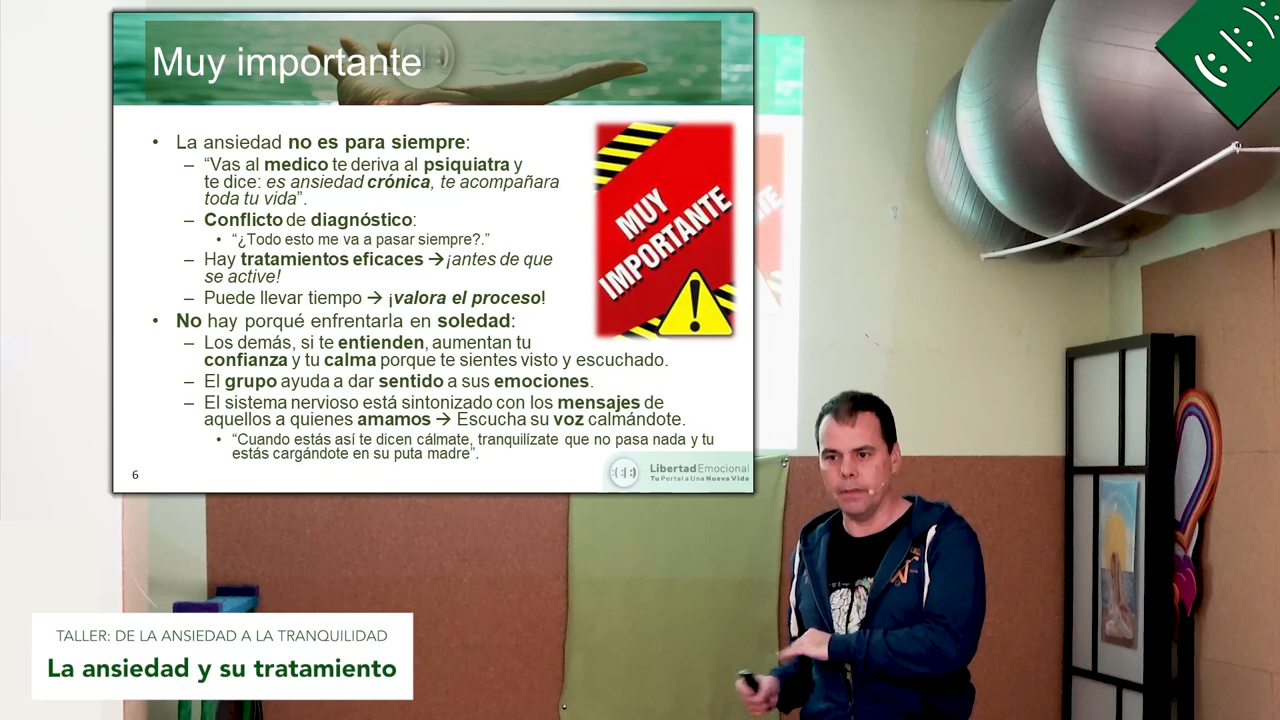 Muy importante
• La ansiedad no es para siempre:
– “Vas al medico te deriva al psiquiatra y
te dice: es ansiedad crónica, te acompañara
toda tu vida”.
– Conflicto de diagnóstico:
• “¿Todo esto me va a pasar siempre?.”
– Hay tratamientos eficaces → ¡antes de que
se active!
– Puede llevar tiempo → ¡valora el proceso!
• No hay porqué enfrentarla en soledad:
– Los demás, si te entienden, aumentan tu
confianza y tu calma porque te sientes visto y escuchado.
– El grupo ayuda a dar sentido a sus emociones.
– El sistema nervioso está sintonizado con los mensajes de
aquellos a quienes amamos → Escucha su voz calmándote.
• “Cuando estás así te dicen cálmate, tranquilízate que no pasa nada y tu
estás cargándote en su puta madre”.
MUY
IMPORTANTE
6
Libertad Emocional
Tu Portal a Una Nueva Vida
TALLER: DE LA ANSIEDAD A LA TRANQUILIDAD
La ansiedad y su tratamiento